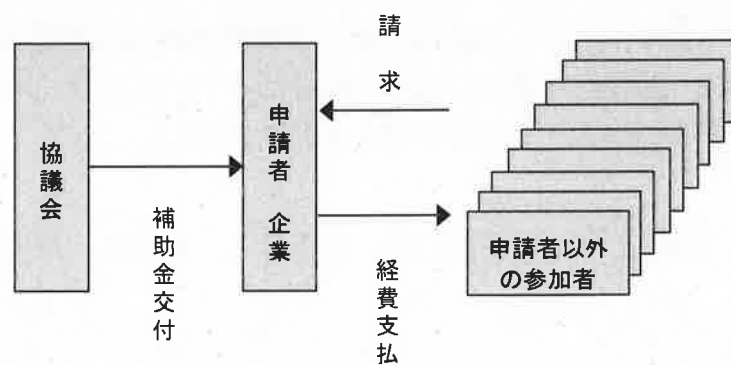 協議会
補助金交付
申請者 企業
請求
経費支払
申請者以外
の参加者